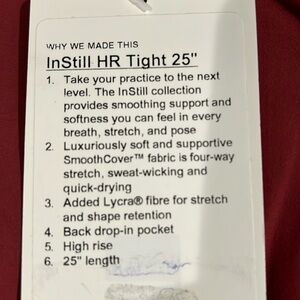 WHY WE MADE THIS
InStill HR Tight 25"
1. Take your practice to the next
level. The InStill collection
provides smoothing support and
softness you can feel in every
breath, stretch, and pose
2. Luxuriously soft and supportive
SmoothCover™ fabric is four-way
stretch, sweat-wicking and
quick-drying
3. Added Lycra® fibre for stretch
and shape retention
4. Back drop-in pocket
5. High rise
6. 25" length